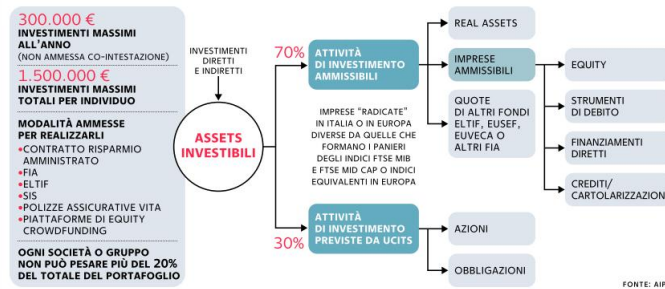 300.000 €
INVESTIMENTI MASSIMI
ALL'ANNO
(NON AMMESSA CO-INTESTAZIONE)
1.500.000 €
INVESTIMENTI MASSIMI
TOTALI PER INDIVIDUO
MODALITÀ AMMESSE
PER REALIZZARLI
•CONTRATTO RISPARMIO
AMMINISTRATO
•FIA
•ELTIF
•SIS
•POLIZZE ASSICURATIVE VITA
•PIATTAFORME DI EQUITY
CROWDFUNDING
OGNI SOCIETÀ O GRUPPO
NON PUÒ PESARE PIÙ DEL 20%
DEL TOTALE DEL PORTAFOGLIO
INVESTIMENTI
DIRETTI
E INDIRETTI
ASSETS
INVESTIBILI
70%
ATTIVITÀ
DI INVESTIMENTO
AMMISSIBILI
IMPRESE "RADICATE"
IN ITALIA O IN EUROPA
DIVERSE DA QUELLE CHE
FORMANO I PANIERI
DEGLI INDICI FTSE MIB
E FTSE MID CAP O INDICI
EQUIVALENTI IN EUROPA
30%
ATTIVITÀ
DI INVESTIMENTO
PREVISTE DA UCITS
REAL ASSETS
IMPRESE
AMMISSIBILI
QUOTE
DI ALTRI FONDI
ELTIF, EUSEF,
EUVECA O
ALTRI FIA
AZIONI
OBBLIGAZIONI
EQUITY
STRUMENTI
DI DEBITO
FINANZIAMENTI
DIRETTI
CREDITI/
CARTOLARIZZAZION
FONTE: AIF